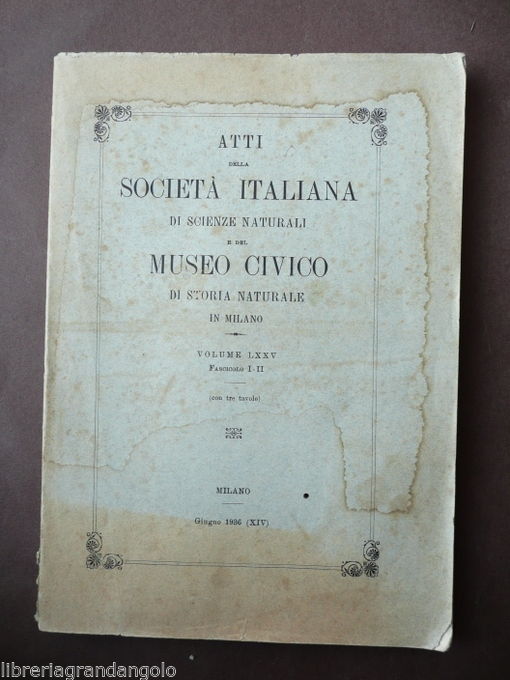 ATTI
DELLA
SOCIETÀ ITALIANA
DI SCIENZE NATURALI
E DEL
MUSEO CIVICO
DI STORIA NATURALE
IN MILANO
VOLUME LXXV
FASCICOLO I-II
(con tre tavole)
MILANO
Giugno 1936 (XIV)
libreriagrandangolo